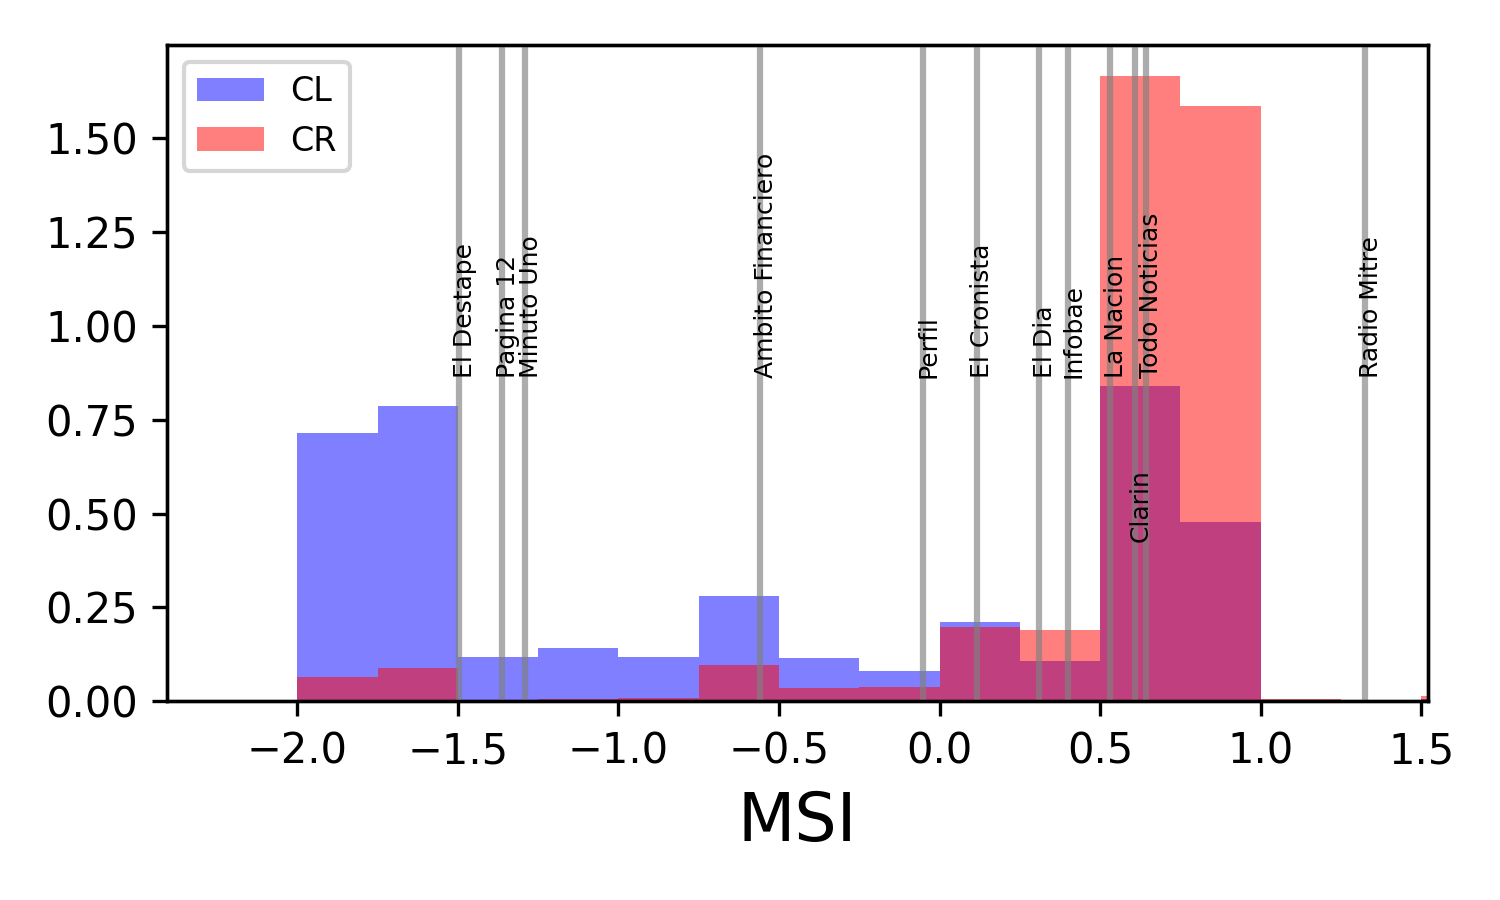 CL
CR
1.50
1.25
1.00
0.75
0.50
0.25
0.00
El Destape
Pagina 12
Minuto Uno
Ambito Financiero
Perfil
El Cronista
El Dia
Infobae
La Nacion
Clarin
Todo Noticias
Radio Mitre
−2.0
−1.5
−1.0
−0.5
0.0
0.5
1.0
1.5
MSI